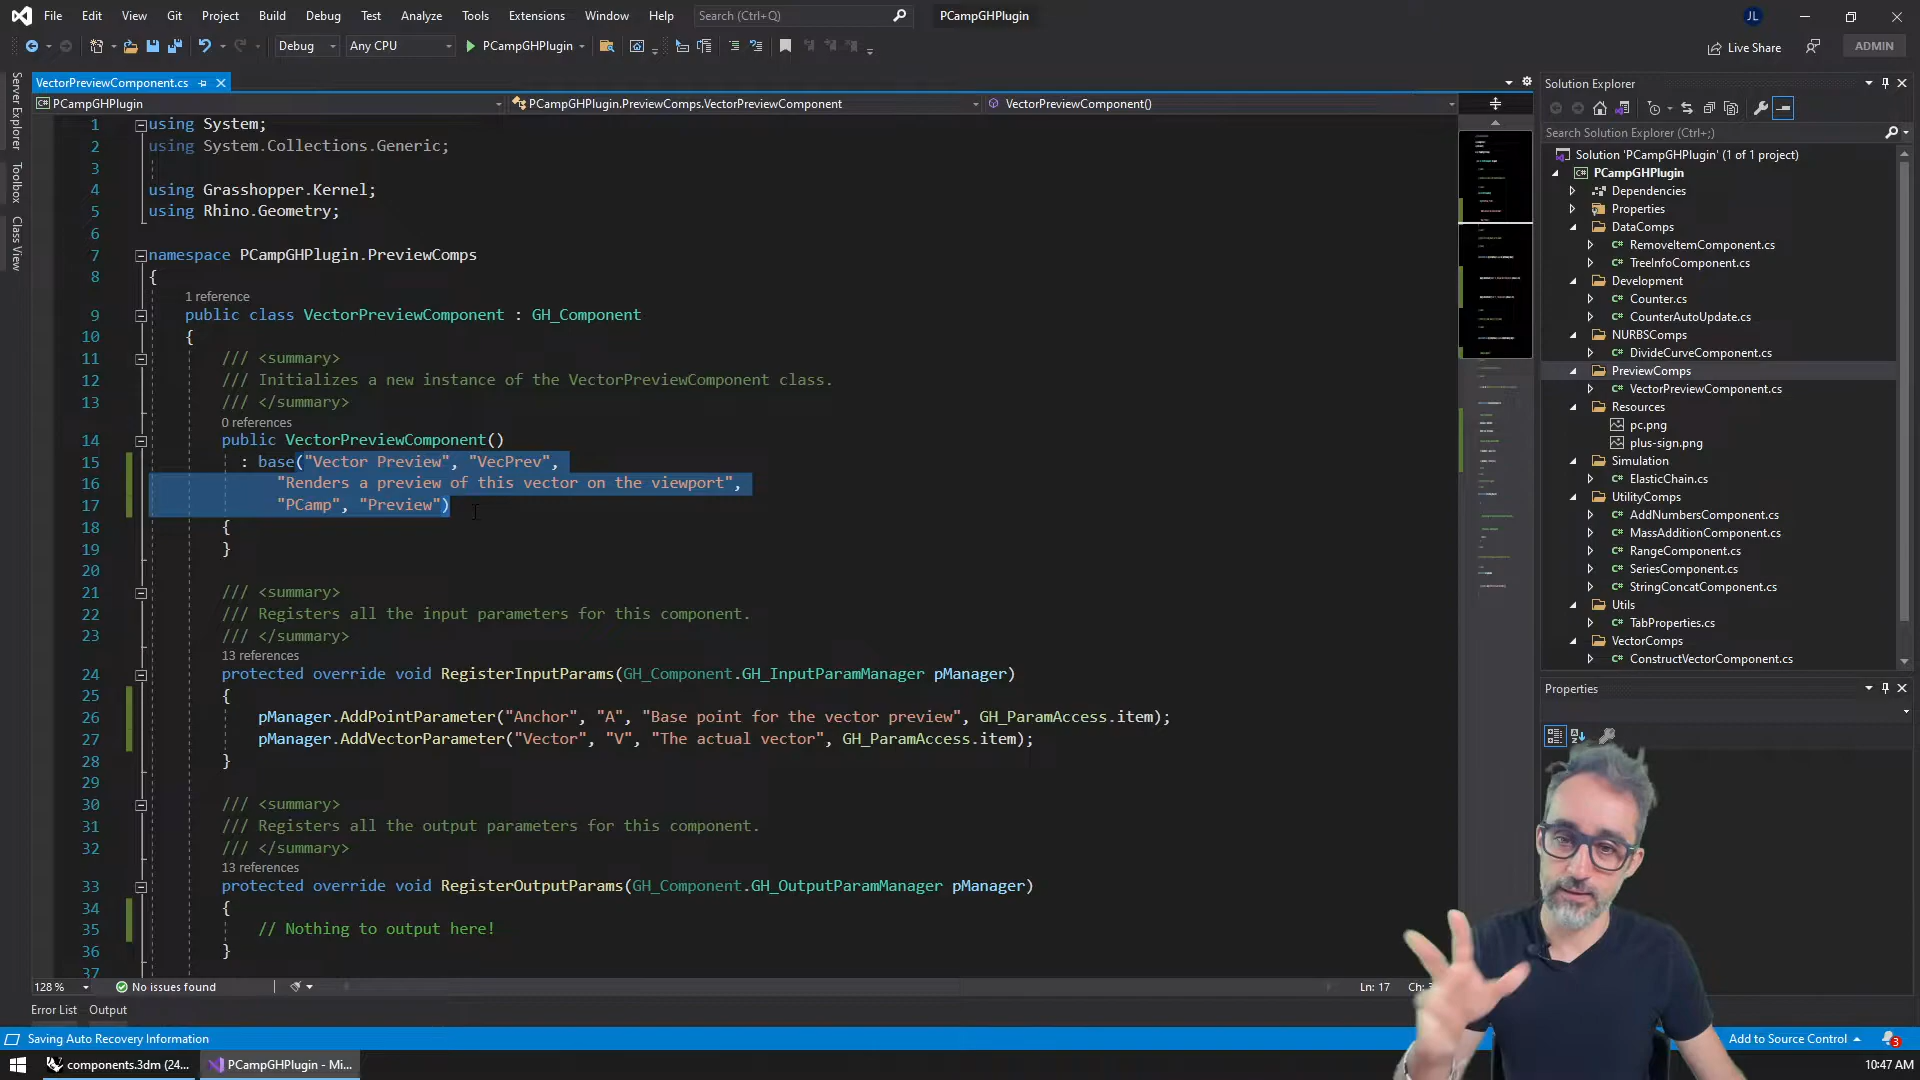 File Edit View Git Project Build Debug Test Analyze Tools Extensions Window Help Search (Ctrl+Q) PCampGHPlugin JL
Debug Any CPU PCampGHPlugin Live Share ADMIN
Server Explorer
Toolbox
Class View
VectorPreviewComponent.cs
PCampGHPlugin PCampGHPlugin.PreviewComps.VectorPreviewComponent VectorPreviewComponent()
1 using System;
2 using System.Collections.Generic;
3
4 using Grasshopper.Kernel;
5 using Rhino.Geometry;
6
7 namespace PCampGHPlugin.PreviewComps
8 {
1 reference
9 public class VectorPreviewComponent : GH_Component
10 {
11 /// <summary>
12 /// Initializes a new instance of the VectorPreviewComponent class.
13 /// </summary>
0 references
14 public VectorPreviewComponent()
15 : base("Vector Preview", "VecPrev",
16 "Renders a preview of this vector on the viewport",
17 "PCamp", "Preview")
18 {
19 }
20
21 /// <summary>
22 /// Registers all the input parameters for this component.
23 /// </summary>
13 references
24 protected override void RegisterInputParams(GH_Component.GH_InputParamManager pManager)
25 {
26 pManager.AddPointParameter("Anchor", "A", "Base point for the vector preview", GH_ParamAccess.item);
27 pManager.AddVectorParameter("Vector", "V", "The actual vector", GH_ParamAccess.item);
28 }
29
30 /// <summary>
31 /// Registers all the output parameters for this component.
32 /// </summary>
13 references
33 protected override void RegisterOutputParams(GH_Component.GH_OutputParamManager pManager)
34 {
35 // Nothing to output here!
36 }
37
128 % No issues found Ln: 17 Ch:
Error List Output
Saving Auto Recovery Information Add to Source Control 3
components.3dm (24... PCampGHPlugin - Mi... 10:47 AM
Solution Explorer
Search Solution Explorer (Ctrl+;)
Solution 'PCampGHPlugin' (1 of 1 project)
PCampGHPlugin
Dependencies
Properties
DataComps
C# RemoveItemComponent.cs
C# TreeInfoComponent.cs
Development
C# Counter.cs
C# CounterAutoUpdate.cs
NURBSComps
C# DivideCurveComponent.cs
PreviewComps
C# VectorPreviewComponent.cs
Resources
pc.png
plus-sign.png
Simulation
C# ElasticChain.cs
UtilityComps
C# AddNumbersComponent.cs
C# MassAdditionComponent.cs
C# RangeComponent.cs
C# SeriesComponent.cs
C# StringConcatComponent.cs
Utils
C# TabProperties.cs
VectorComps
C# ConstructVectorComponent.cs
Properties